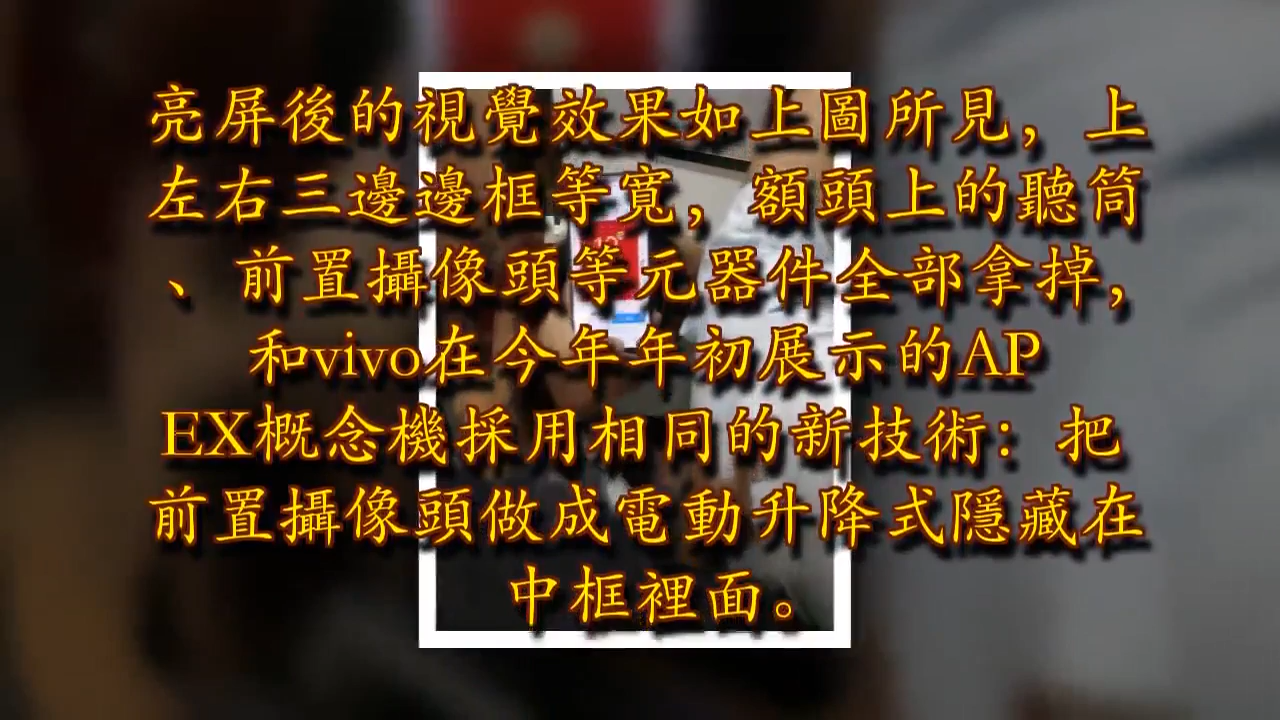 亮屏後的視覺效果如上圖所見，上
左右三邊邊框等寬，額頭上的聽筒
、前置攝像頭等元器件全部拿掉，
和vivo在今年年初展示的AP
EX概念機採用相同的新技術：把
前置攝像頭做成電動升降式隱藏在
中框裡面。